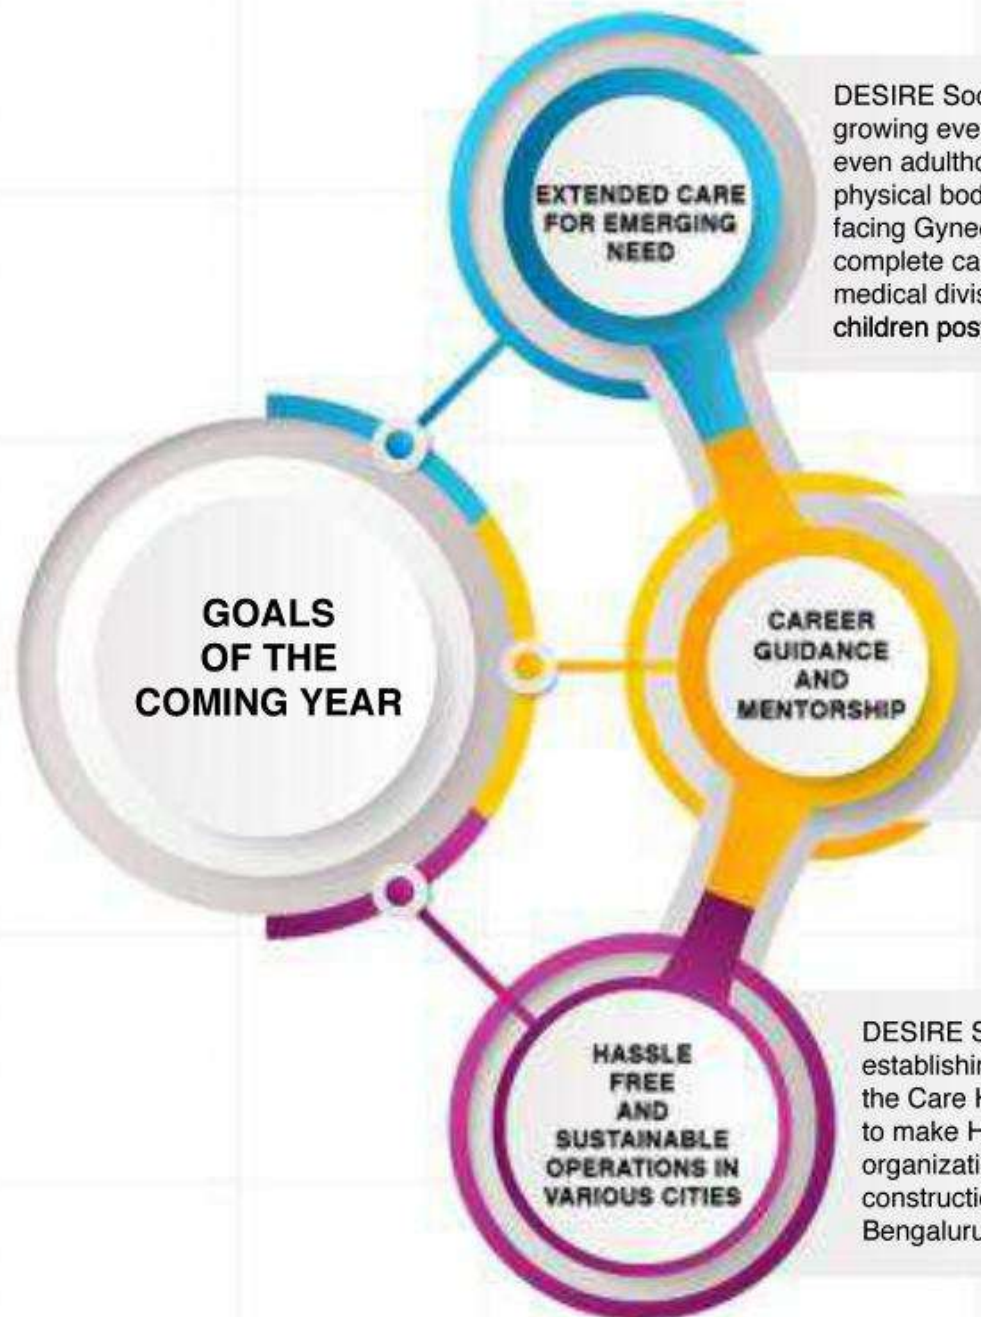 GOALS
OF THE
COMING YEAR
EXTENDED CARE
FOR EMERGING
NEED
DESIRE Soc
growing eve
even adultho
physical bod
facing Gyne
complete ca
medical divis
children pos
CAREER
GUIDANCE
AND
MENTORSHIP
HASSLE
FREE
AND
SUSTAINABLE
OPERATIONS IN
VARIOUS CITIES
DESIRE S
establishin
the Care H
to make H
organizati
constructi
Bengaluru